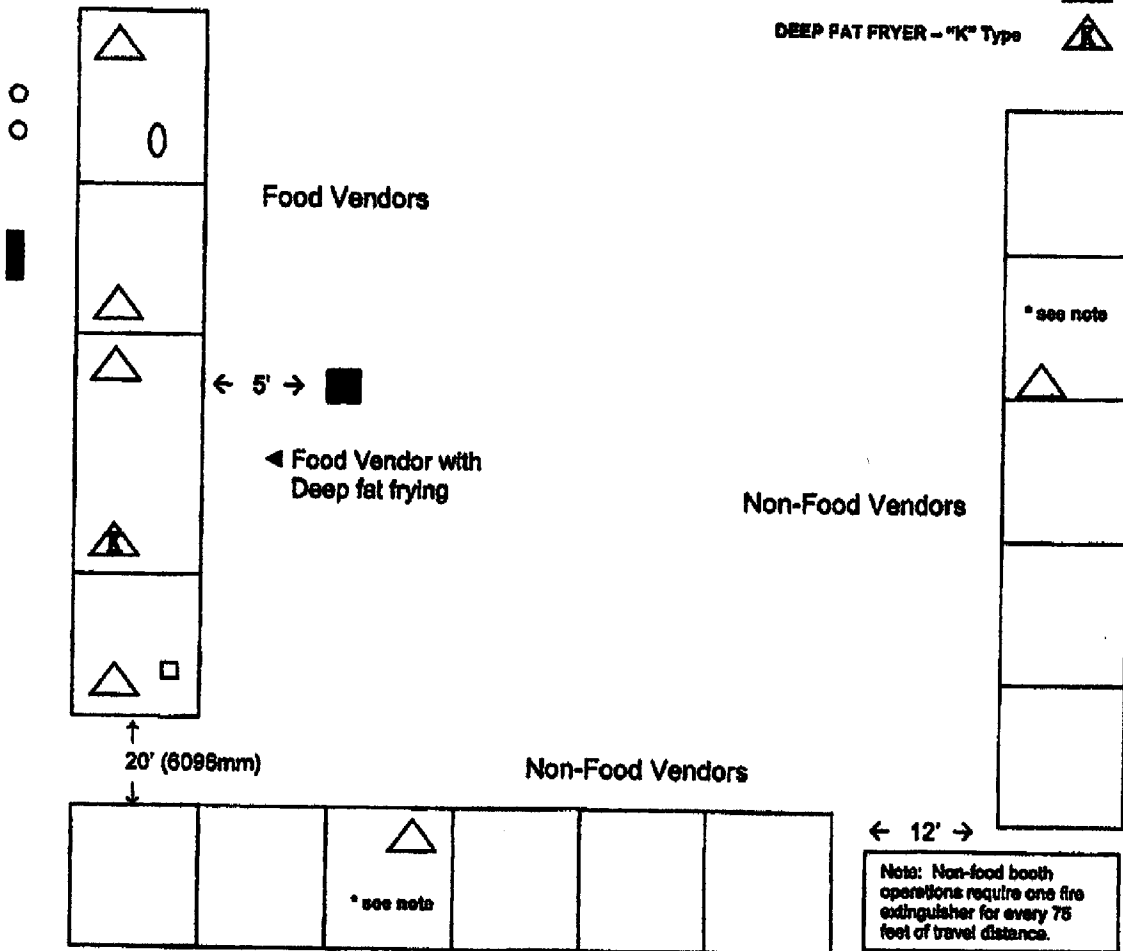 DEEP FAT FRYER – "K" Type
K
Food Vendors
* see note
← 5' →
◄ Food Vendor with
Deep fat frying
Non-Food Vendors
K
20' (6096mm)
Non-Food Vendors
← 12' →
* see note
Note: Non-food booth
operations require one fire
extinguisher for every 75
feet of travel distance.